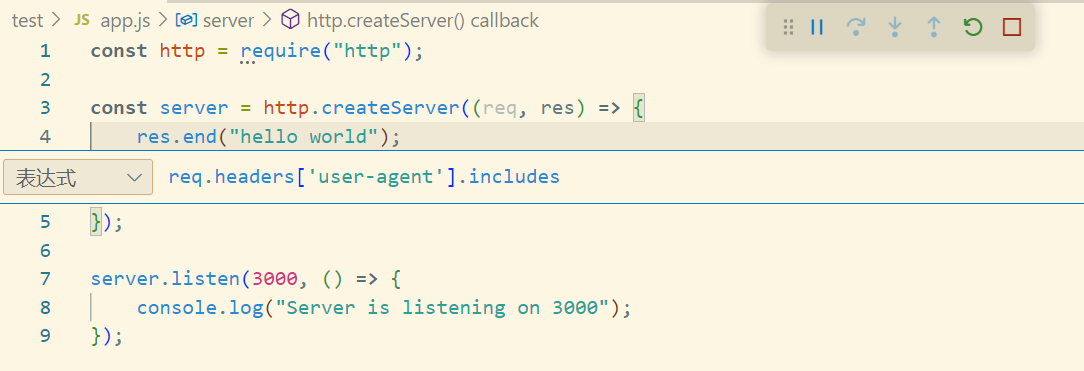 test > JS app.js > server > http.createServer() callback
1 const http = require("http");
2
3 const server = http.createServer((req, res) => {
4     res.end("hello world");
表达式 req.headers['user-agent'].includes
5 });
6
7 server.listen(3000, () => {
8     console.log("Server is listening on 3000");
9 });